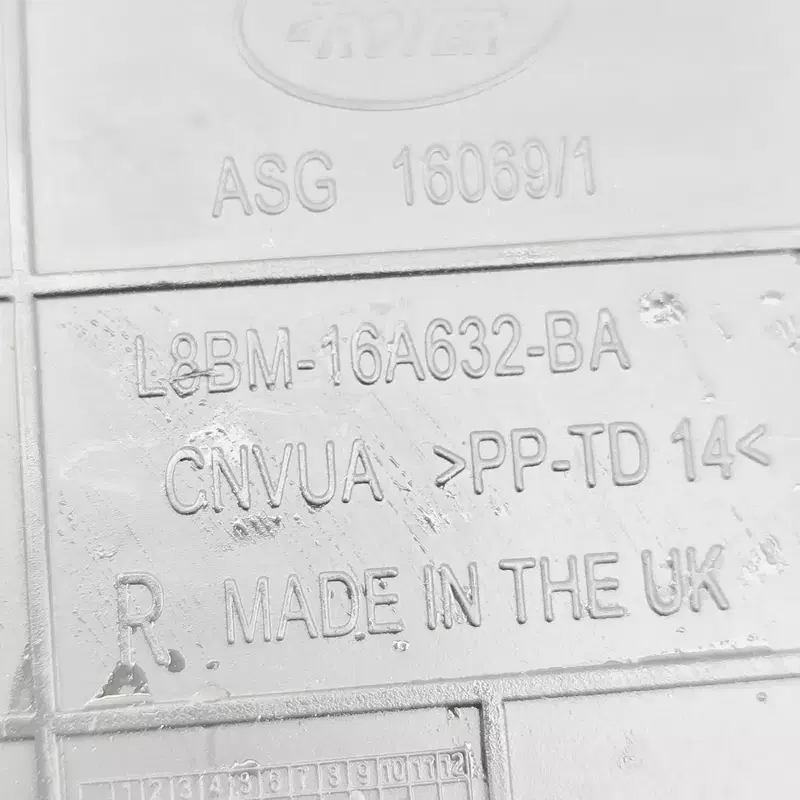 ROVER
ASG 16069/1
L8BM-16A632-BA
CNVUA >PP-TD 14<
R MADE IN THE UK
1 2 3 4 5 6 7 8 9 10 11 12